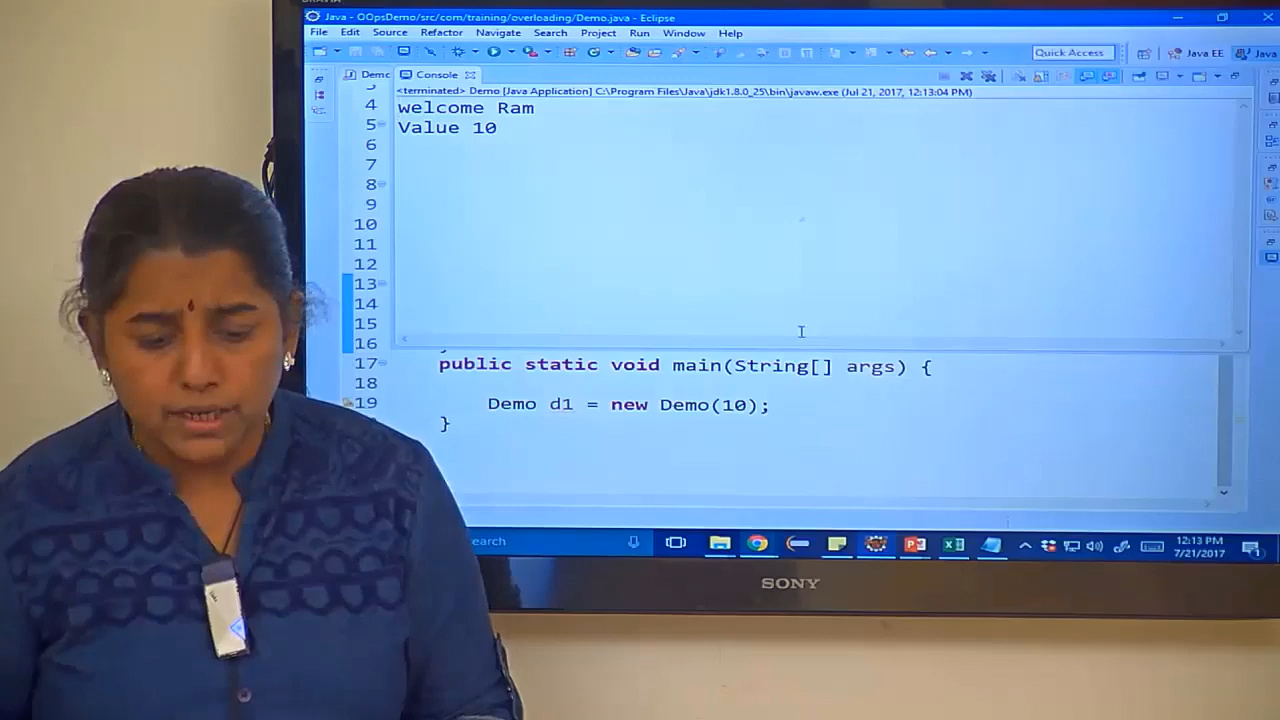 Java - OOpsDemo/src/com/training/overloading/Demo.java - Eclipse
File Edit Source Refactor Navigate Search Project Run Window Help
Quick Access
Java EE
Java
Demo
Console
<terminated> Demo [Java Application] C:\Program Files\Java\jdk1.8.0_25\bin\javaw.exe (Jul 21, 2017, 12:13:04 PM)
4 welcome Ram
5 Value 10
6
7
8
9
10
11
12
13
14
15
16
17 public static void main(String[] args) {
18
19 Demo d1 = new Demo(10);
}
earch
12:13 PM
7/21/2017
SONY